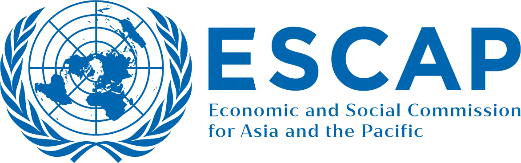 ESCAP
Economic and Social Commission
for Asia and the Pacific